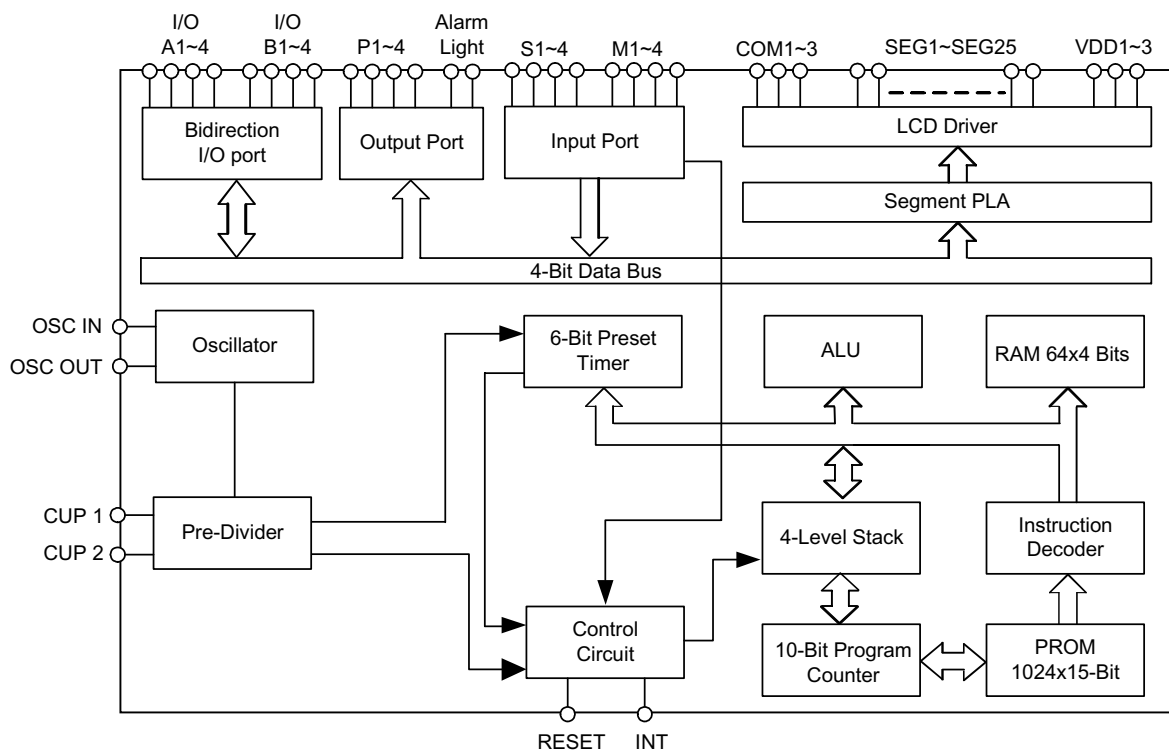 I/O
A1~4
I/O
B1~4
P1~4
Alarm
Light
S1~4
M1~4
COM1~3
SEG1~SEG25
VDD1~3
Bidirection
I/O port
Output Port
Input Port
LCD Driver
Segment PLA
4-Bit Data Bus
OSC IN
OSC OUT
Oscillator
6-Bit Preset
Timer
ALU
RAM 64x4 Bits
CUP 1
CUP 2
Pre-Divider
4-Level Stack
Instruction
Decoder
Control
Circuit
10-Bit Program
Counter
PROM
1024x15-Bit
RESET
INT